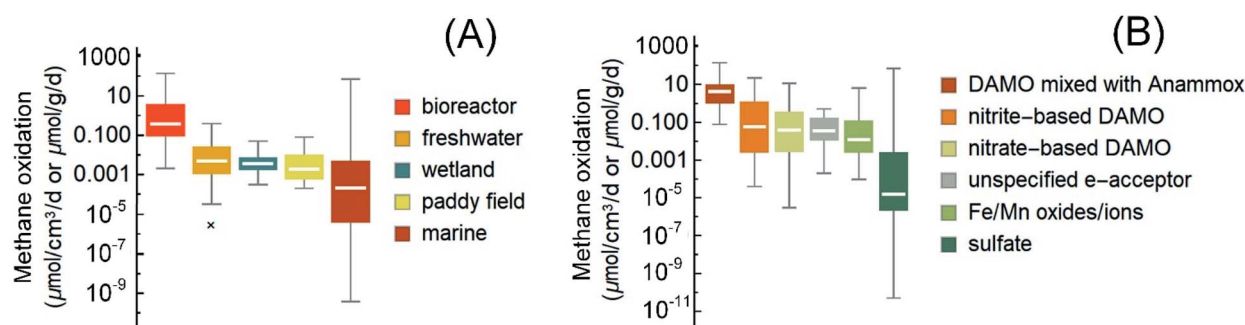 (A)
Methane oxidation
(μmol/cm³/d or μmol/g/d)
1000
10
0.100
0.001
10⁻⁵
10⁻⁷
10⁻⁹
bioreactor
freshwater
wetland
paddy field
marine
(B)
Methane oxidation
(μmol/cm³/d or μmol/g/d)
1000
10
0.100
0.001
10⁻⁵
10⁻⁷
10⁻⁹
10⁻¹¹
DAMO mixed with Anammox
nitrite-based DAMO
nitrate-based DAMO
unspecified e-acceptor
Fe/Mn oxides/ions
sulfate